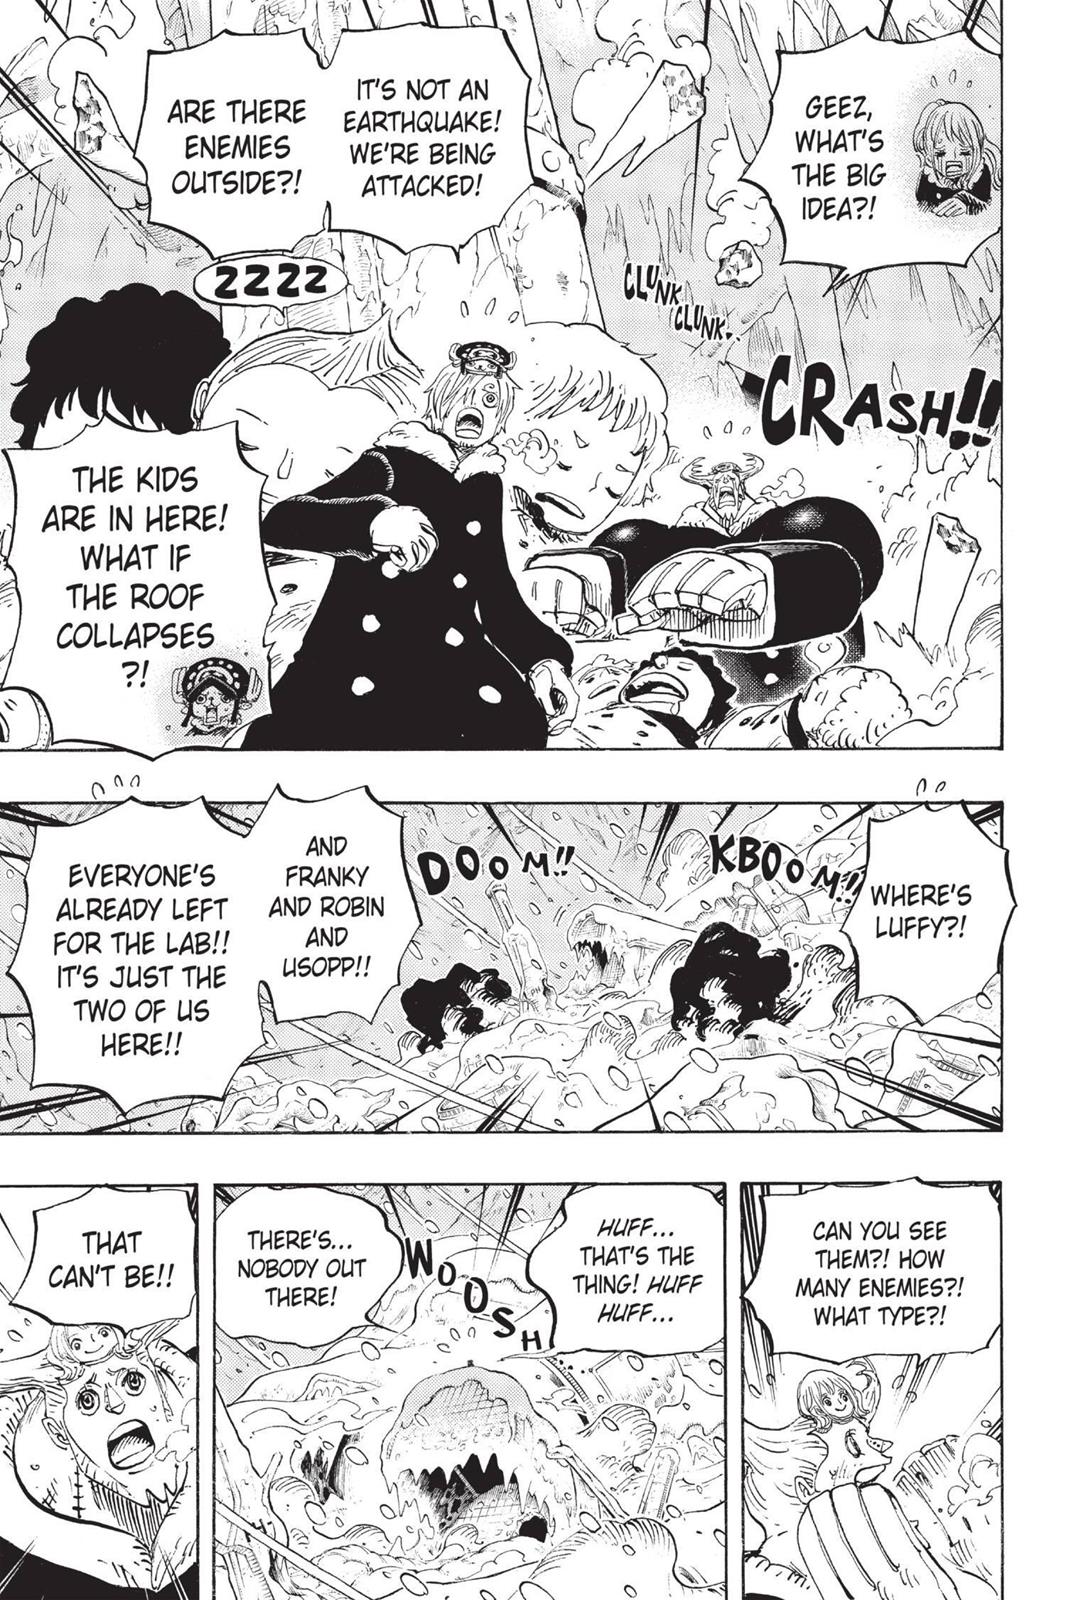 GEEZ,
WHAT'S
THE BIG
IDEA?!
IT'S NOT AN
EARTHQUAKE!
WE'RE BEING
ATTACKED!
ARE THERE
ENEMIES
OUTSIDE?!
ZZZZ
CLUNK
CLUNK..
CRASH!!
THE KIDS
ARE IN HERE!
WHAT IF
THE ROOF
COLLAPSES
?!
WHERE'S
LUFFY?!
KBOOM!!
DOOM!!
AND
FRANKY
AND ROBIN
AND
USOPP!!
EVERYONE'S
ALREADY LEFT
FOR THE LAB!!
IT'S JUST THE
TWO OF US
HERE!!
CAN YOU SEE
THEM?! HOW
MANY ENEMIES?!
WHAT TYPE?!
HUFF...
THAT'S THE
THING! HUFF
HUFF...
WOOSH
THERE'S...
NOBODY OUT
THERE!
THAT
CAN'T BE!!